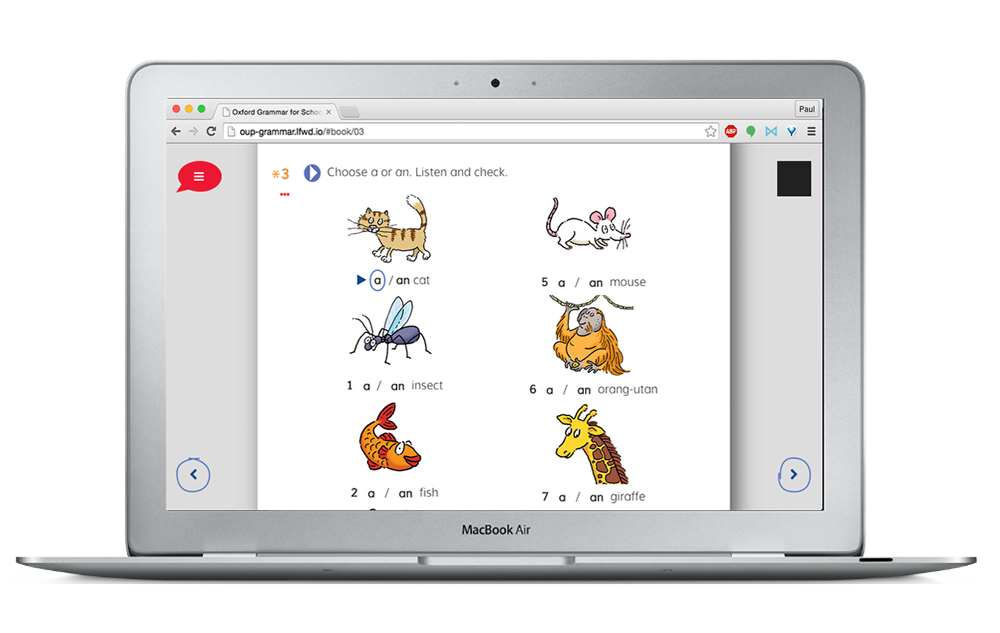 Oxford Grammar for Schoo
Paul
oup-grammar.lfwd.io/#book/03
ABP
*3 Choose a or an. Listen and check.
a / an cat
1 a / an insect
2 a / an fish
5 a / an mouse
6 a / an orang-utan
7 a / an giraffe
MacBook Air